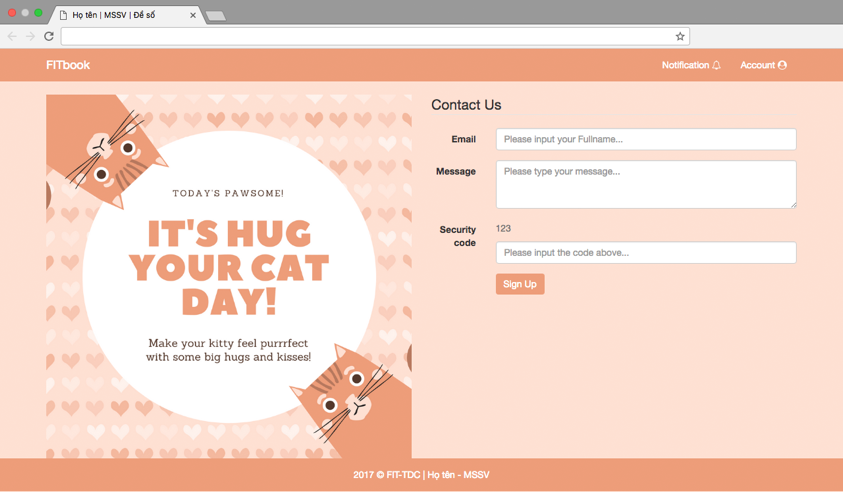 Họ tên | MSSV | Đề số
FITbook
Notification
Account
TODAY'S PAWSOME!
IT'S HUG
YOUR CAT
DAY!
Make your kitty feel purrrfect
with some big hugs and kisses!
Contact Us
Email
Please input your Fullname...
Message
Please type your message...
Security
code
123
Please input the code above...
Sign Up
2017 © FIT-TDC | Họ tên - MSSV